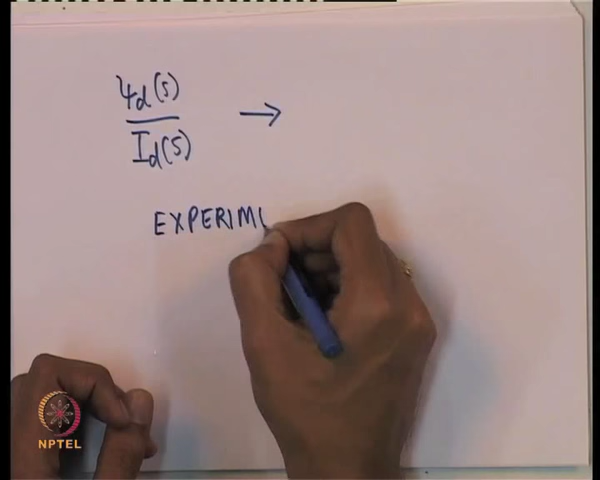 ψd(s)
Id(s)
→
EXPERIM
NPTEL